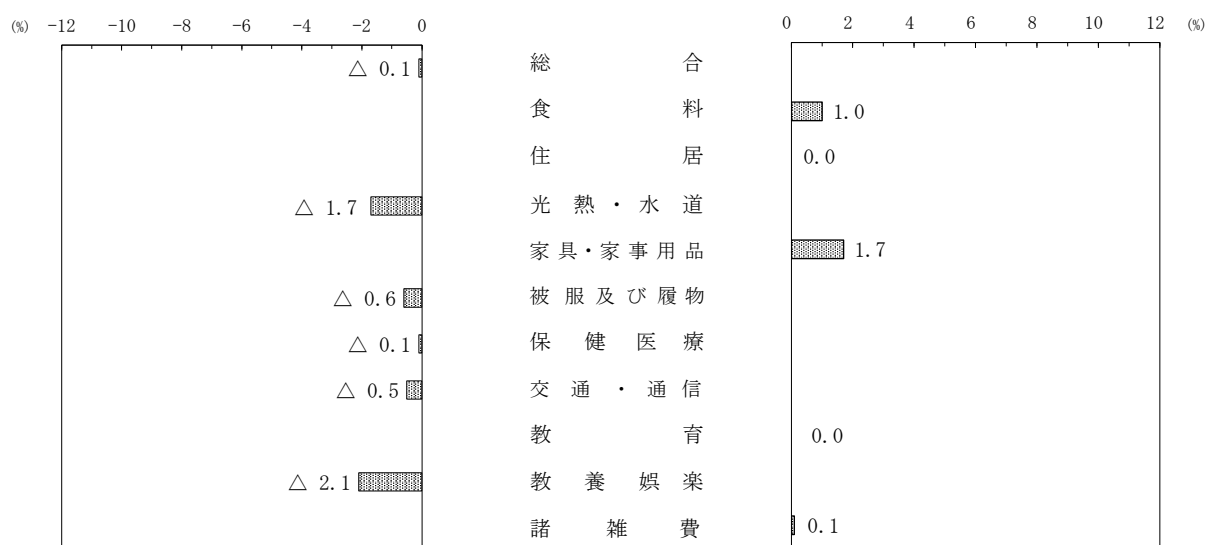 (%) -12 -10 -8 -6 -4 -2 0 0 2 4 6 8 10 12 (%)
△ 0.1 総合
食料 1.0
住居 0.0
△ 1.7 光熱・水道
家具・家事用品 1.7
△ 0.6 被服及び履物
△ 0.1 保健医療
△ 0.5 交通・通信
教育 0.0
△ 2.1 教養娯楽
諸雑費 0.1